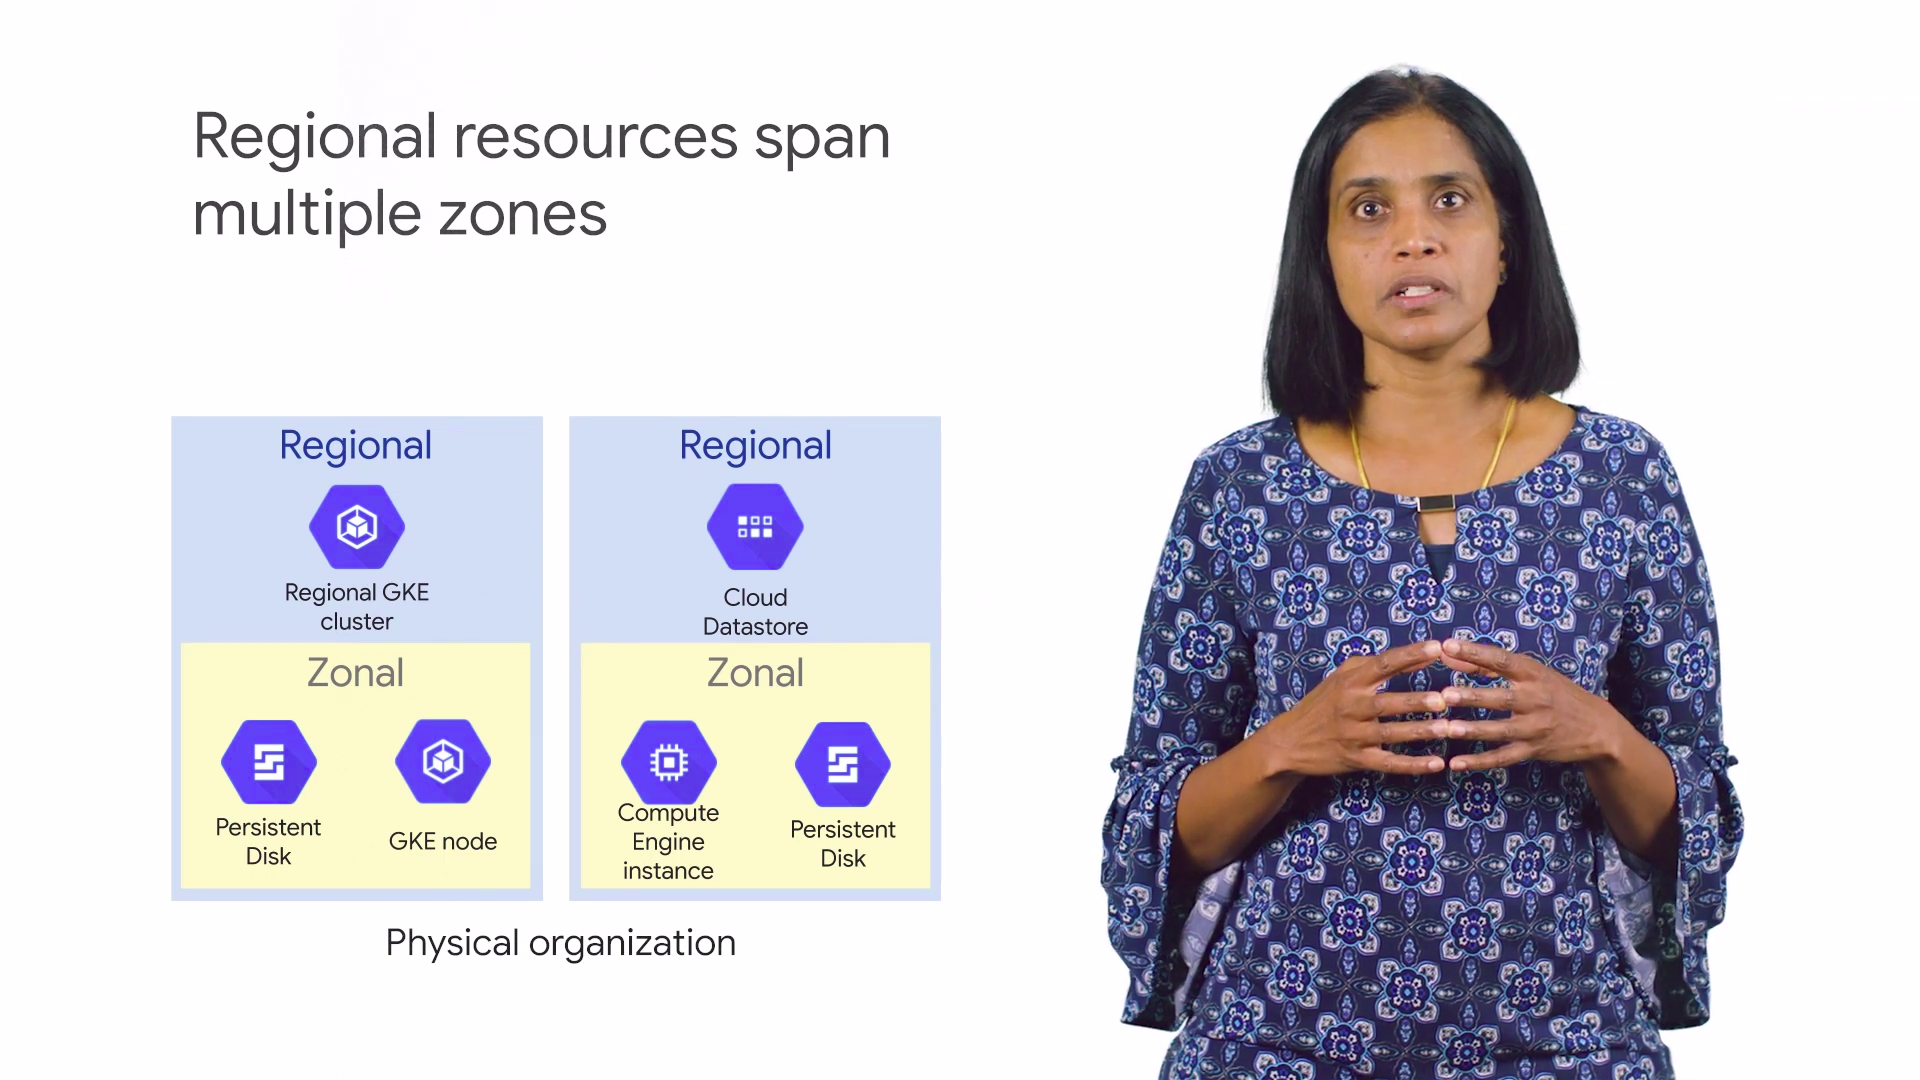 Regional resources span
multiple zones
Regional
Regional GKE
cluster
Zonal
Persistent
Disk
GKE node
Regional
Cloud
Datastore
Zonal
Compute
Engine
instance
Persistent
Disk
Physical organization